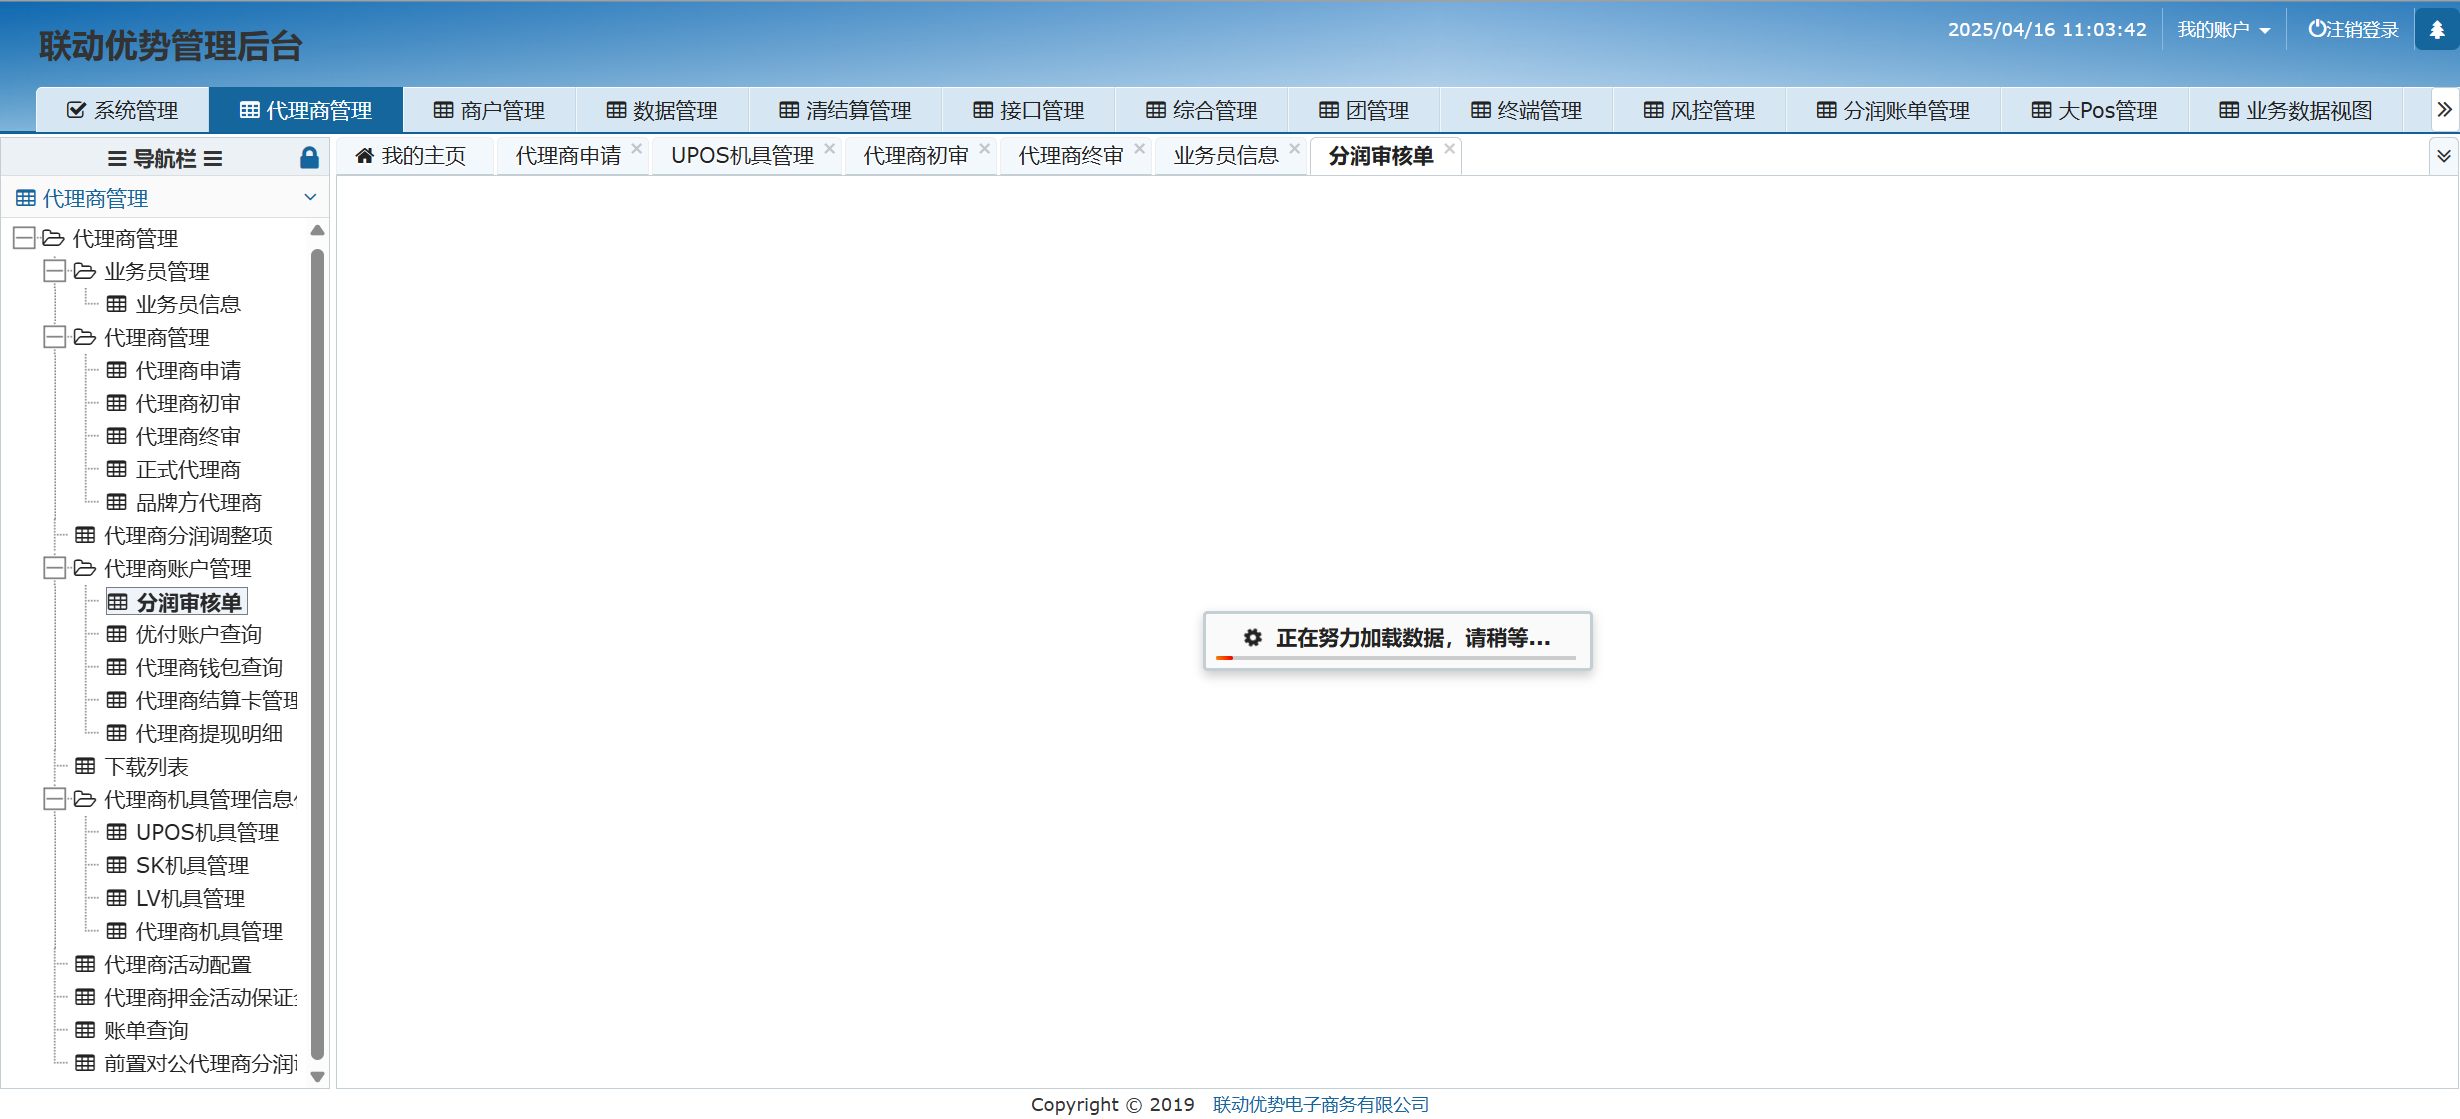 联动优势管理后台
2025/04/16 11:03:42 我的账户 注销登录
系统管理 代理商管理 商户管理 数据管理 清结算管理 接口管理 综合管理 团管理 终端管理 风控管理 分润账单管理 大Pos管理 业务数据视图
导航栏
我的主页 代理商申请 UPOS机具管理 代理商初审 代理商终审 业务员信息 分润审核单
代理商管理
代理商管理
业务员管理
业务员信息
代理商管理
代理商申请
代理商初审
代理商终审
正式代理商
品牌方代理商
代理商分润调整项
代理商账户管理
分润审核单
优付账户查询
代理商钱包查询
代理商结算卡管理
代理商提现明细
下载列表
代理商机具管理信息
UPOS机具管理
SK机具管理
LV机具管理
代理商机具管理
代理商活动配置
代理商押金活动保证
账单查询
前置对公代理商分润
正在努力加载数据，请稍等...
Copyright © 2019 联动优势电子商务有限公司